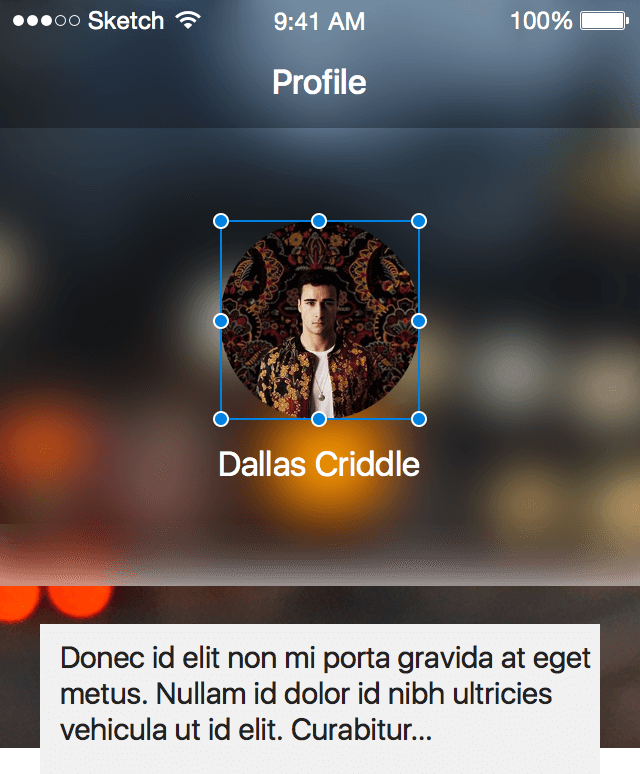 Sketch 9:41 AM 100%
Profile
Dallas Criddle
Donec id elit non mi porta gravida at eget
metus. Nullam id dolor id nibh ultricies
vehicula ut id elit. Curabitur...